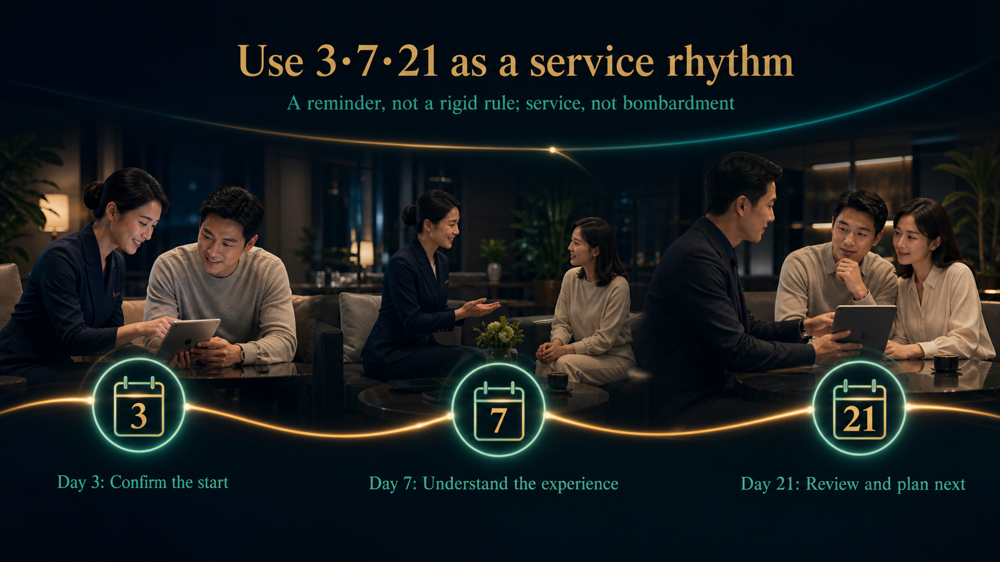 Use 3·7·21 as a service rhythm
A reminder, not a rigid rule; service, not bombardment
3
7
21
Day 3: Confirm the start
Day 7: Understand the experience
Day 21: Review and plan next